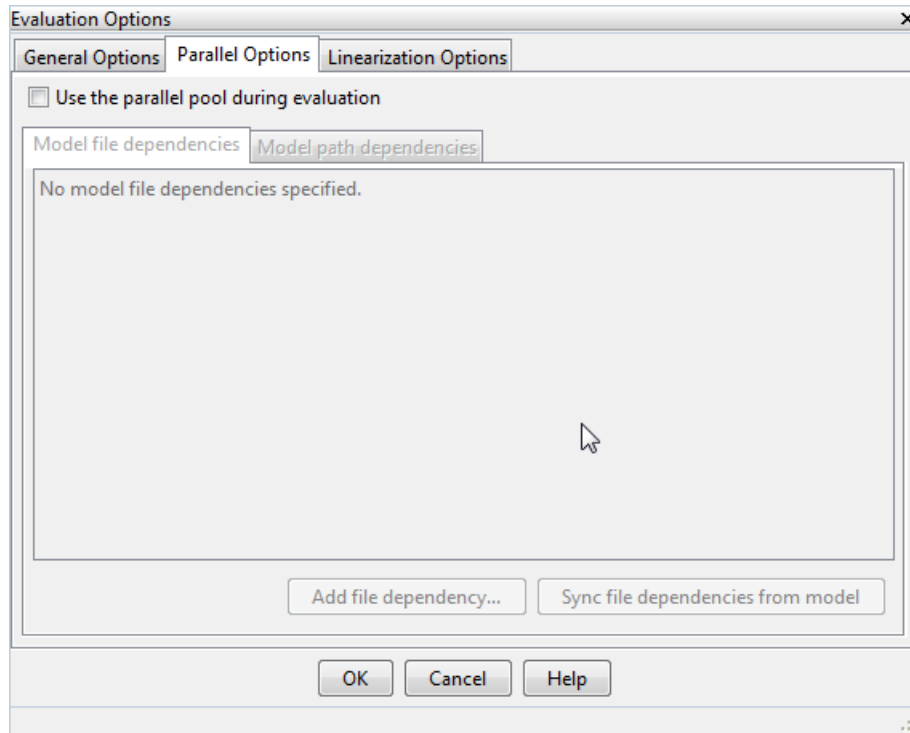 Evaluation Options
General Options Parallel Options Linearization Options
Use the parallel pool during evaluation
Model file dependencies Model path dependencies
No model file dependencies specified.
Add file dependency... Sync file dependencies from model
OK Cancel Help